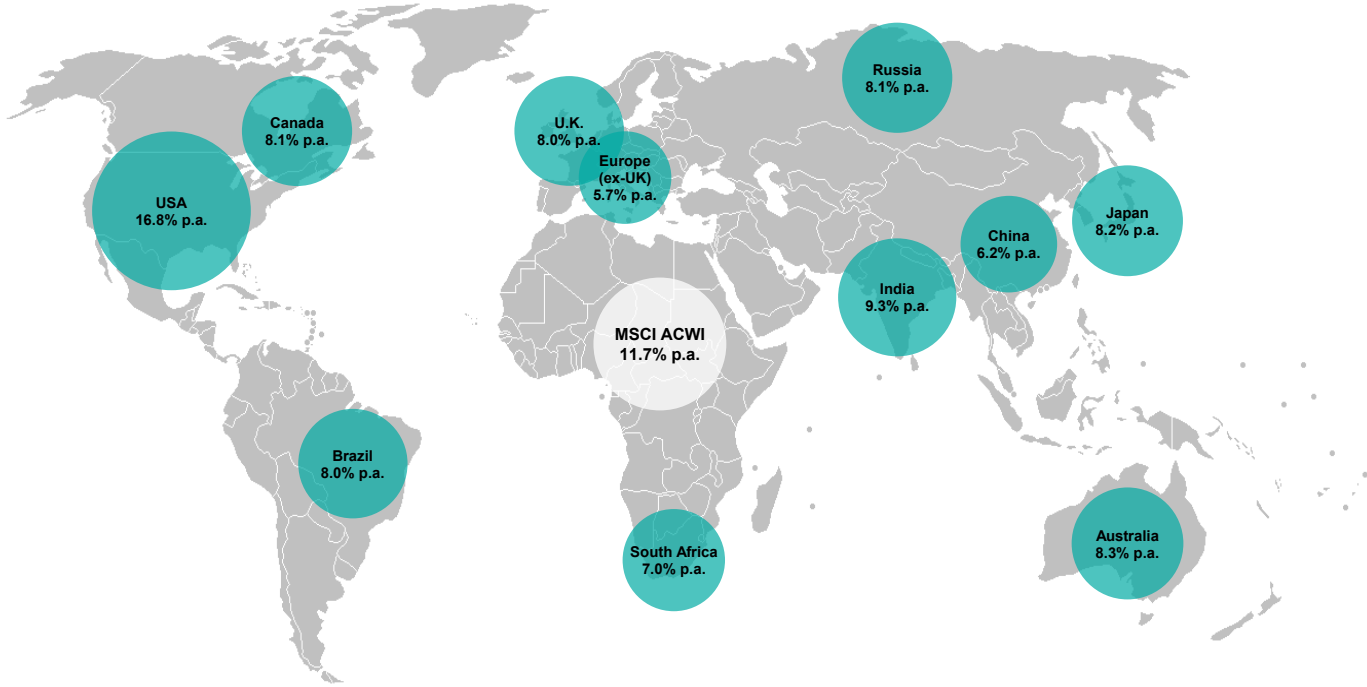 Russia
8.1% p.a.
Canada
8.1% p.a.
U.K.
8.0% p.a.
Europe
(ex-UK)
5.7% p.a.
USA
16.8% p.a.
Japan
8.2% p.a.
China
6.2% p.a.
India
9.3% p.a.
MSCI ACWI
11.7% p.a.
Brazil
8.0% p.a.
South Africa
7.0% p.a.
Australia
8.3% p.a.